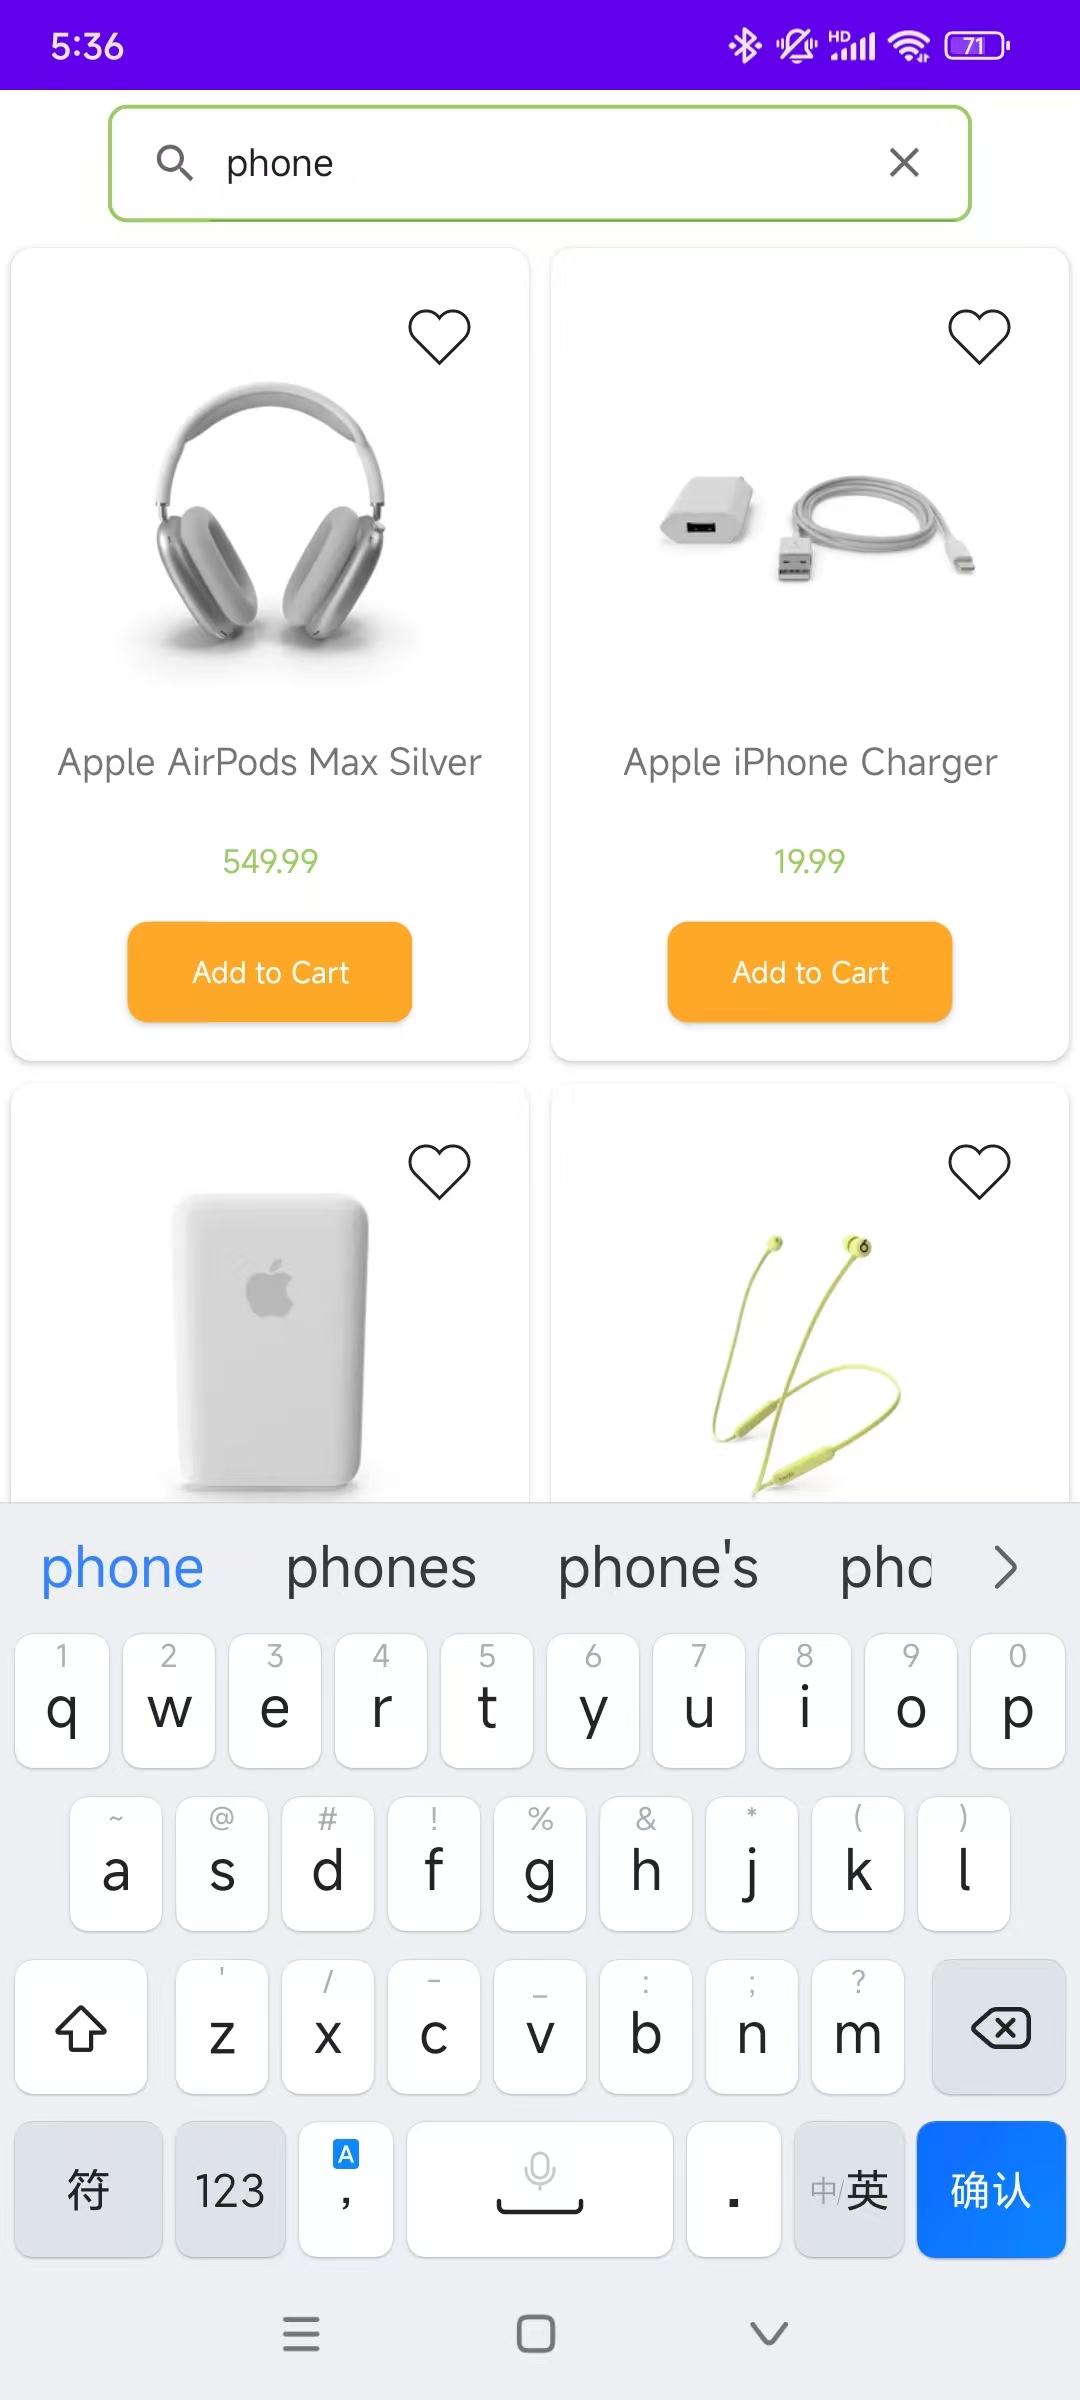 5:36
HD
71
phone
Apple AirPods Max Silver
Apple iPhone Charger
549.99
19.99
Add to Cart
Add to Cart
phone phones phone's pho
1 2 3 4 5 6 7 8 9 0
q w e r t y u i o p
~ @ # ! % & * ( )
a s d f g h j k l
' / - _ : ; ?
z x c v b n m
符 123 A , . 中/英 确认